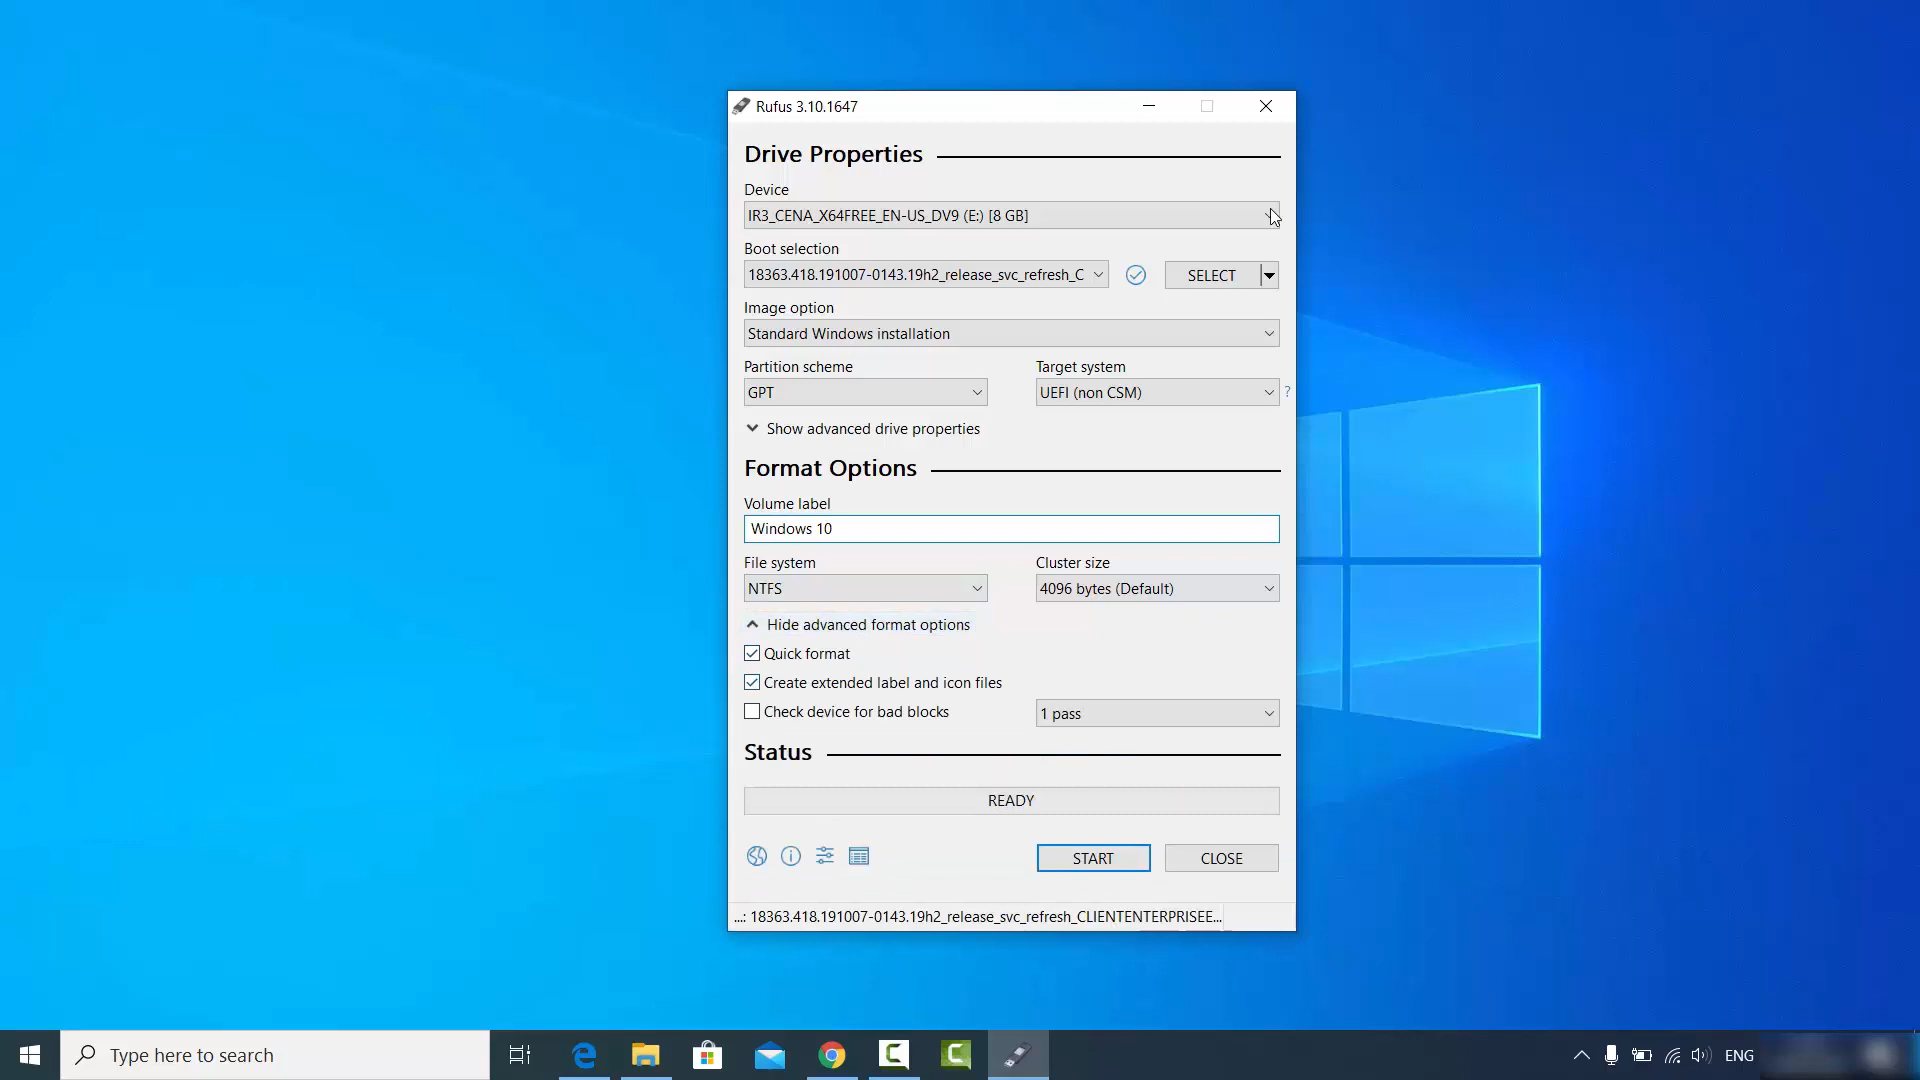 Rufus 3.10.1647
Drive Properties
Device
IR3_CENA_X64FREE_EN-US_DV9 (E:) [8 GB]
Boot selection
18363.418.191007-0143.19h2_release_svc_refresh_C
SELECT
Image option
Standard Windows installation
Partition scheme
Target system
GPT
UEFI (non CSM)
?
Show advanced drive properties
Format Options
Volume label
Windows 10
File system
Cluster size
NTFS
4096 bytes (Default)
Hide advanced format options
Quick format
Create extended label and icon files
Check device for bad blocks
1 pass
Status
READY
START
CLOSE
...: 18363.418.191007-0143.19h2_release_svc_refresh_CLIENTENTERPRISEE...
Type here to search
ENG